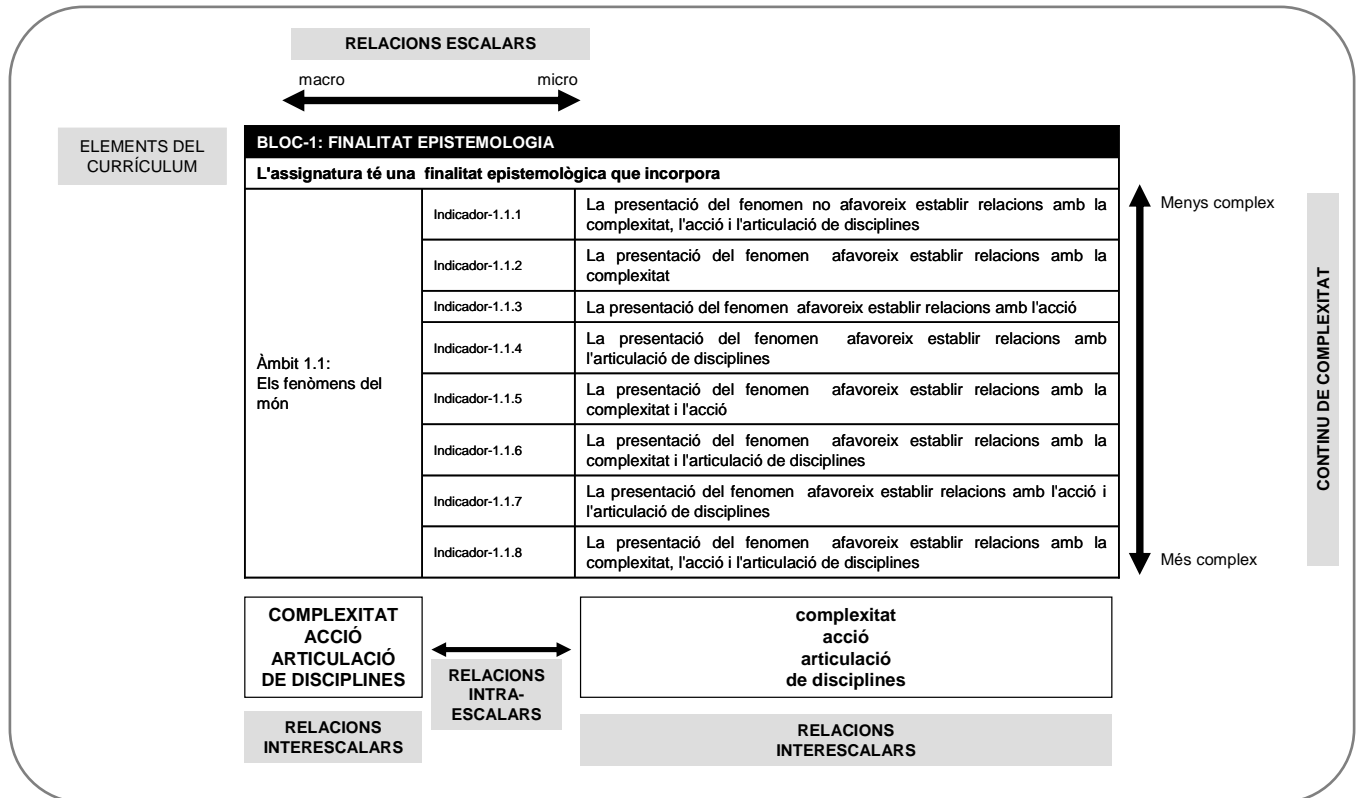 RELACIONS ESCALARS
macro
micro
ELEMENTS DEL
CURRÍCULUM
BLOC-1: FINALITAT EPISTEMOLOGIA
L'assignatura té una finalitat epistemològica que incorpora
Àmbit 1.1:
Els fenòmens del
món
Indicador-1.1.1
La presentació del fenomen no afavoreix establir relacions amb la
complexitat, l'acció i l'articulació de disciplines
Indicador-1.1.2
La presentació del fenomen afavoreix establir relacions amb la
complexitat
Indicador-1.1.3
La presentació del fenomen afavoreix establir relacions amb l'acció
Indicador-1.1.4
La presentació del fenomen afavoreix establir relacions amb
l'articulació de disciplines
Indicador-1.1.5
La presentació del fenomen afavoreix establir relacions amb la
complexitat i l'acció
Indicador-1.1.6
La presentació del fenomen afavoreix establir relacions amb la
complexitat i l'articulació de disciplines
Indicador-1.1.7
La presentació del fenomen afavoreix establir relacions amb l'acció i
l'articulació de disciplines
Indicador-1.1.8
La presentació del fenomen afavoreix establir relacions amb la
complexitat, l'acció i l'articulació de disciplines
Menys complex
Més complex
CONTINU DE COMPLEXITAT
COMPLEXITAT
ACCIÓ
ARTICULACIÓ
DE DISCIPLINES
RELACIONS
INTRA-
ESCALARS
complexitat
acció
articulació
de disciplines
RELACIONS
INTERESCALARS
RELACIONS
INTERESCALARS